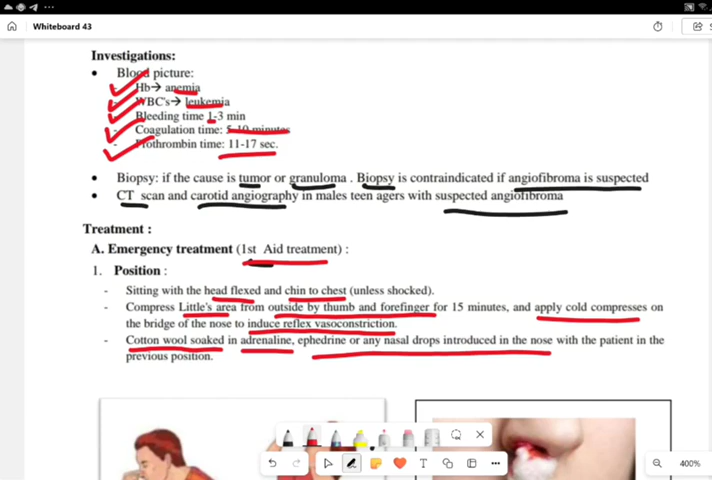 Whiteboard 43
Investigations:
Blood picture:
Hb→ anemia
WBC's→ leukemia
Bleeding time 1-3 min
Coagulation time: 5-10 minutes
Prothrombin time: 11-17 sec.
Biopsy: if the cause is tumor or granuloma . Biopsy is contraindicated if angiofibroma is suspected
CT scan and carotid angiography in males teen agers with suspected angiofibroma
Treatment :
A. Emergency treatment (1st Aid treatment) :
1. Position :
- Sitting with the head flexed and chin to chest (unless shocked).
- Compress Little's area from outside by thumb and forefinger for 15 minutes, and apply cold compresses on
the bridge of the nose to induce reflex vasoconstriction.
- Cotton wool soaked in adrenaline, ephedrine or any nasal drops introduced in the nose with the patient in the
previous position.
400%